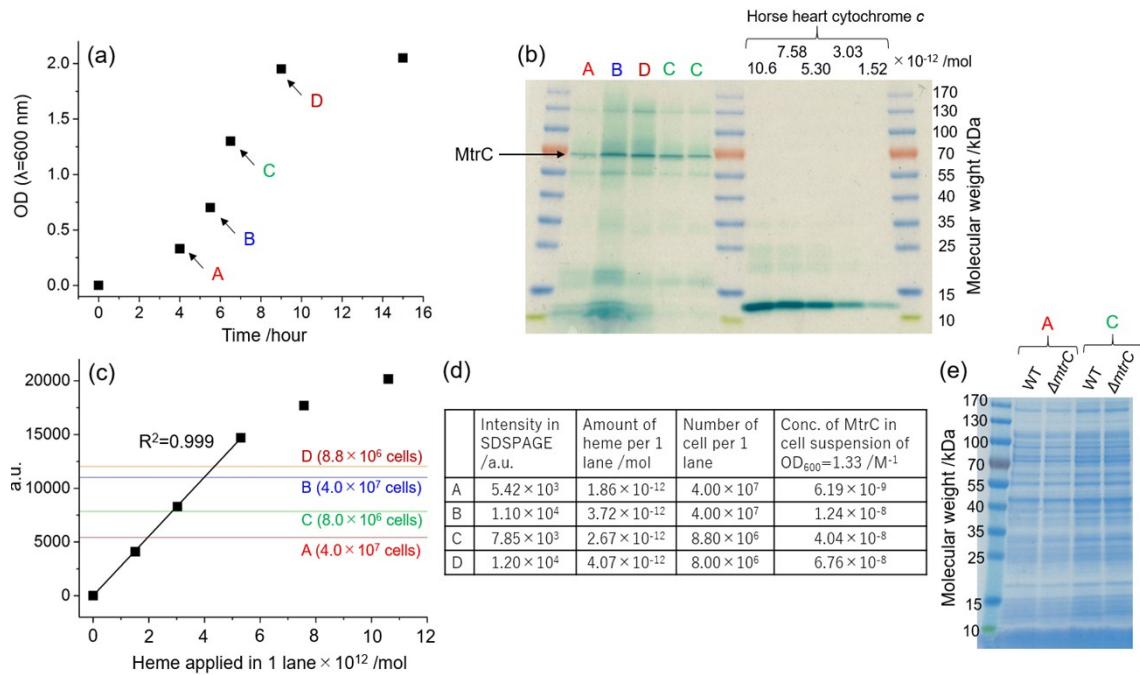 (a)
OD (λ=600 nm)
2.0
1.5
1.0
0.5
0.0
D
C
B
A
0 2 4 6 8 10 12 14 16
Time /hour
(b)
Horse heart cytochrome c
7.58 3.03
10.6 5.30 1.52 ×10-12 /mol
A B D C C
MtrC
170
130
100
70
55
40
35
25
15
10
Molecular weight /kDa
(c)
a.u.
20000
15000
10000
5000
0
R2=0.999
D (8.8×106 cells)
B (4.0×107 cells)
C (8.0×106 cells)
A (4.0×107 cells)
0 2 4 6 8 10 12
Heme applied in 1 lane×1012 /mol
(d)
Intensity in SDSPAGE /a.u. Amount of heme per 1 lane /mol Number of cell per 1 lane Conc. of MtrC in cell suspension of OD600=1.33 /M-1
A 5.42×103 1.86×10-12 4.00×107 6.19×10-9
B 1.10×104 3.72×10-12 4.00×107 1.24×10-8
C 7.85×103 2.67×10-12 8.80×106 4.04×10-8
D 1.20×104 4.07×10-12 8.00×106 6.76×10-8
(e)
A C
WT ΔmtrC WT ΔmtrC
170
130
100
70
55
40
35
25
15
10
Molecular weight /kDa